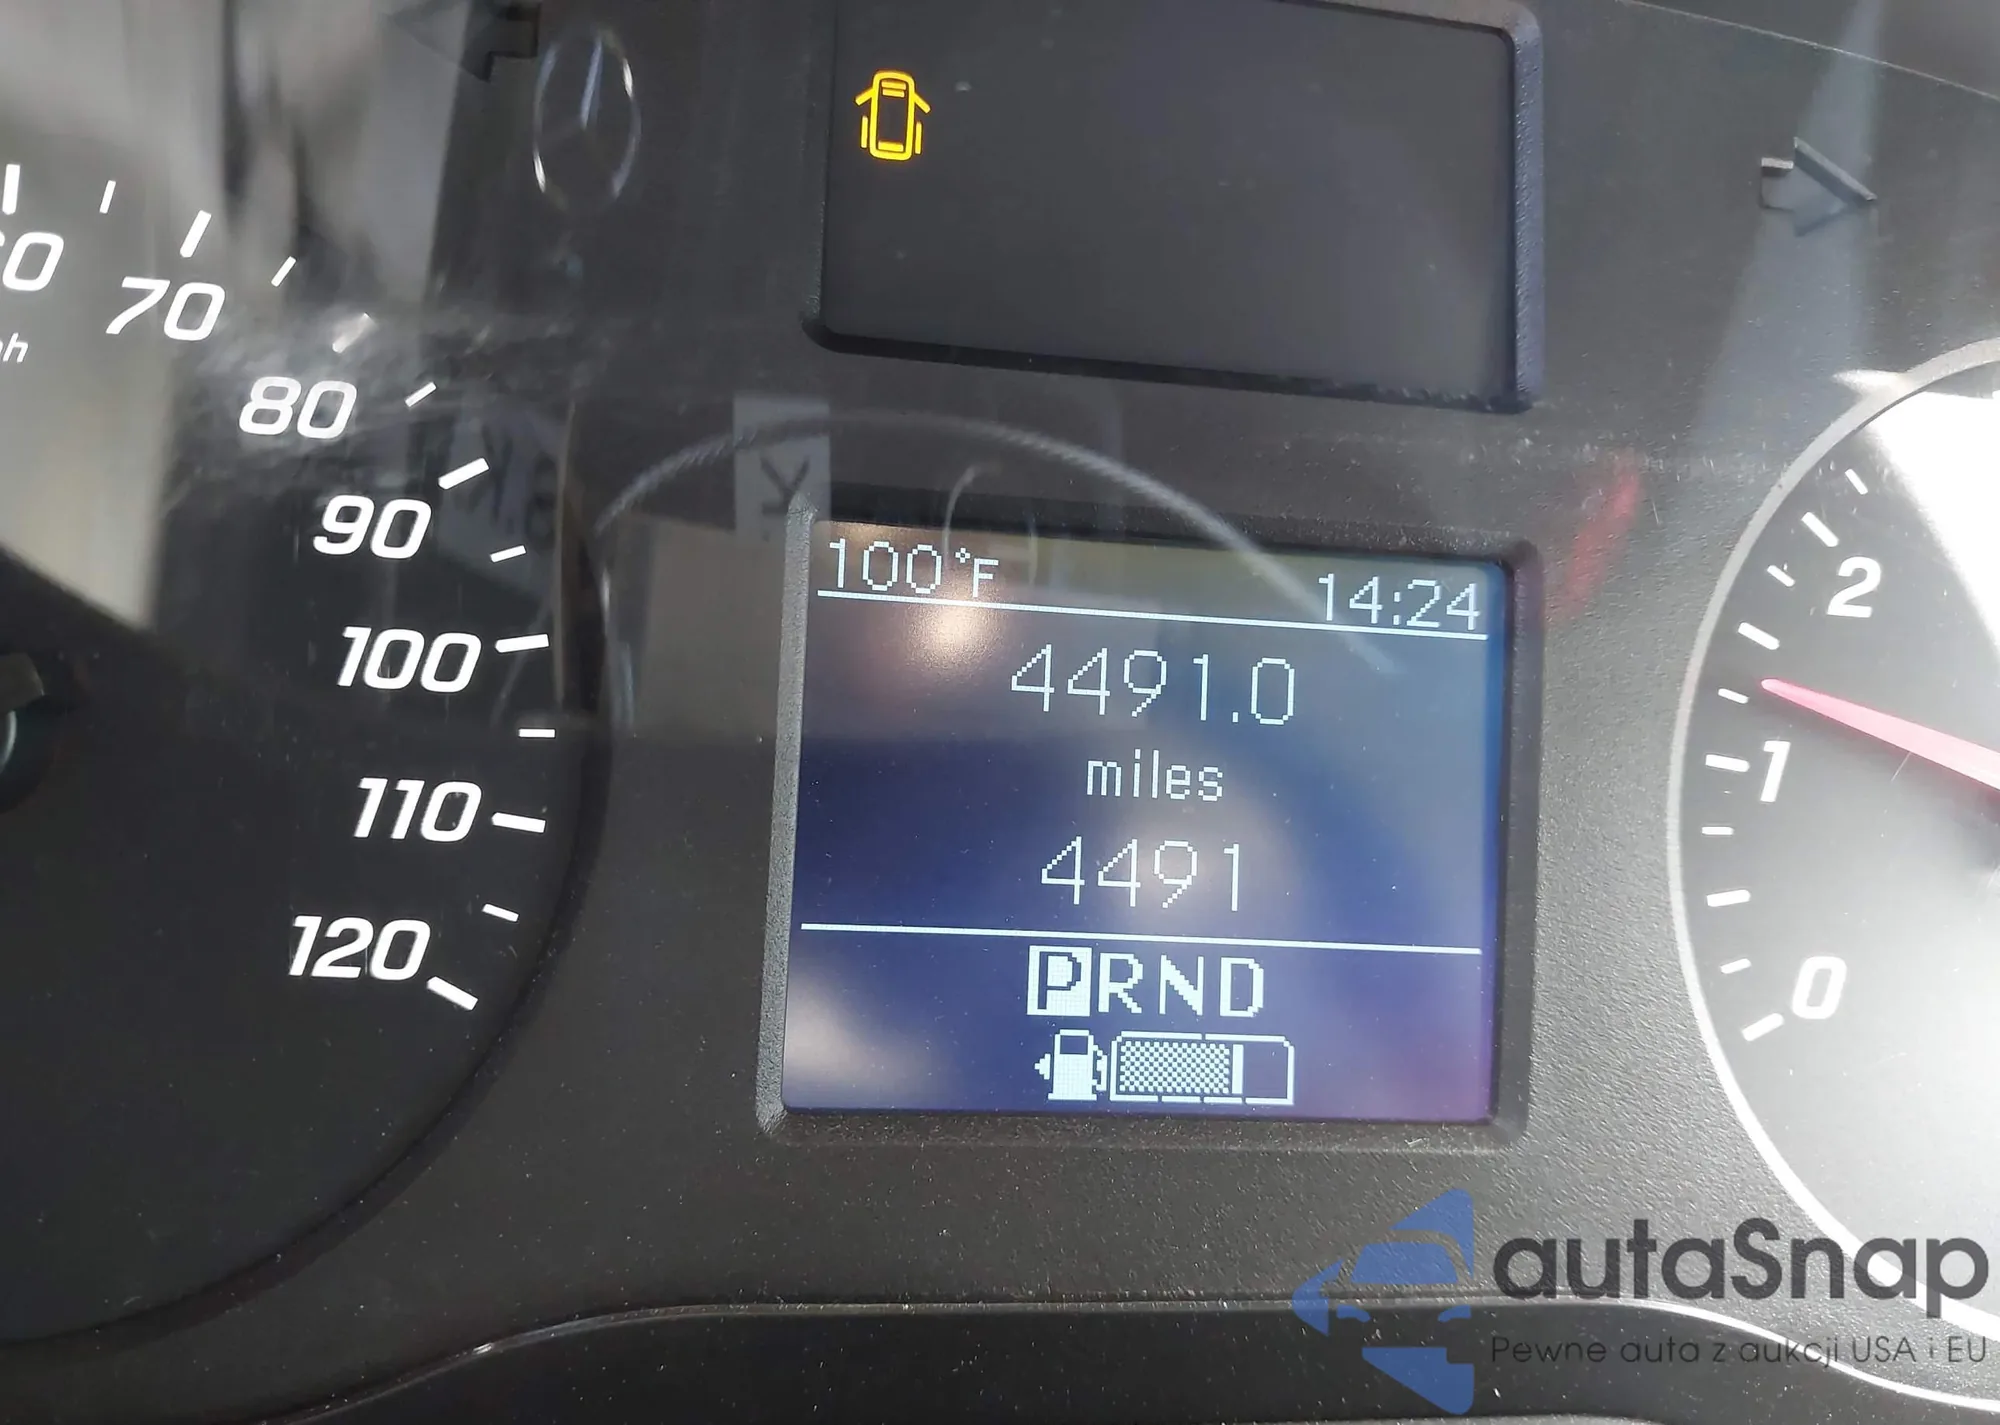 70
80
90
100
110
120
100°F 14:24
4491.0
miles
4491
PRND
2
1
0
autaSnap
Pewne auta z aukcji USA i EU